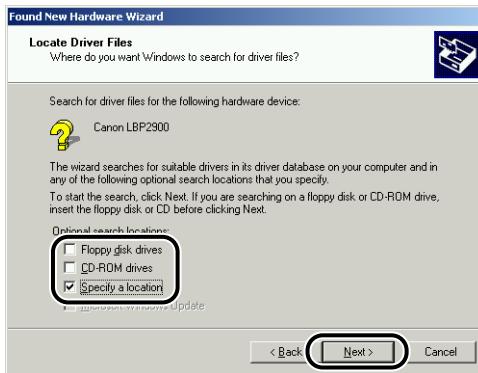 Found New Hardware Wizard
Locate Driver Files
Where do you want Windows to search for driver files?
Search for driver files for the following hardware device:
Canon LBP2900
The wizard searches for suitable drivers in its driver database on your computer and in
any of the following optional search locations that you specify.
To start the search, click Next. If you are searching on a floppy disk or CD-ROM drive,
insert the floppy disk or CD before clicking Next.
Optional search locations:
Floppy disk drives
CD-ROM drives
Specify a location
Microsoft Windows Update
< Back Next > Cancel